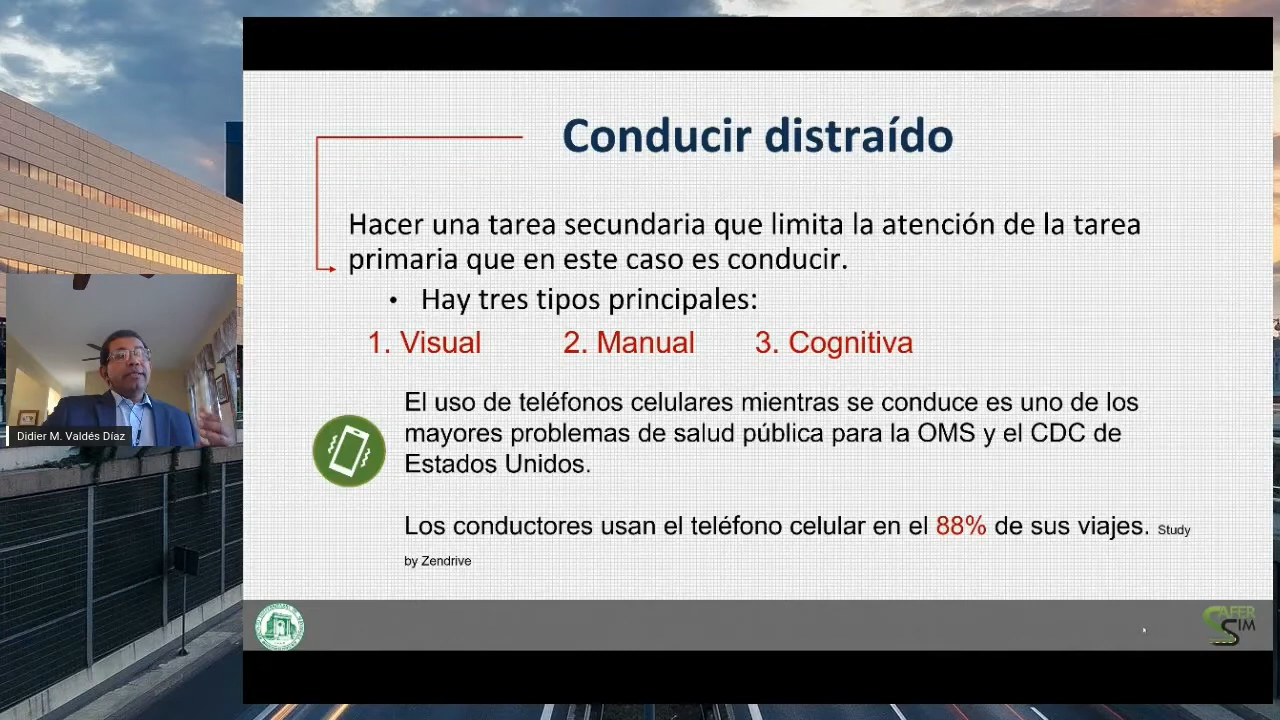 Conducir distraído
Hacer una tarea secundaria que limita la atención de la tarea
primaria que en este caso es conducir.
• Hay tres tipos principales:
1. Visual 2. Manual 3. Cognitiva
El uso de teléfonos celulares mientras se conduce es uno de los
mayores problemas de salud pública para la OMS y el CDC de
Estados Unidos.
Los conductores usan el teléfono celular en el 88% de sus viajes. Study
by Zendrive
Didier M. Valdés Díaz
SAFER
SIM